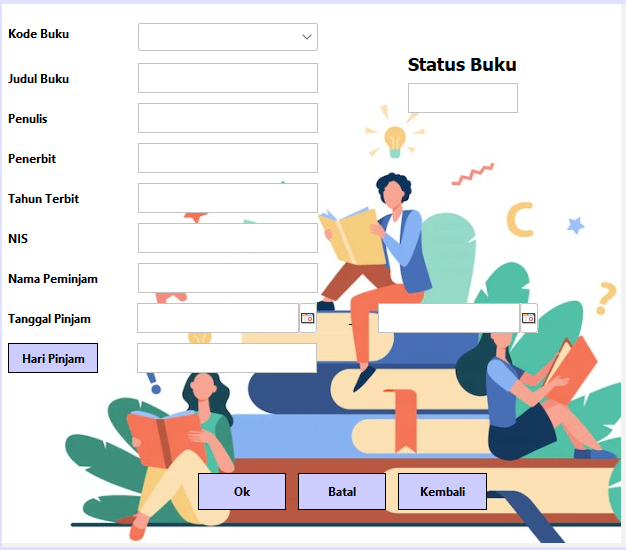 Kode Buku
Status Buku
Judul Buku
Penulis
Penerbit
Tahun Terbit
NIS
Nama Peminjam
Tanggal Pinjam
-
Hari Pinjam
Ok
Batal
Kembali